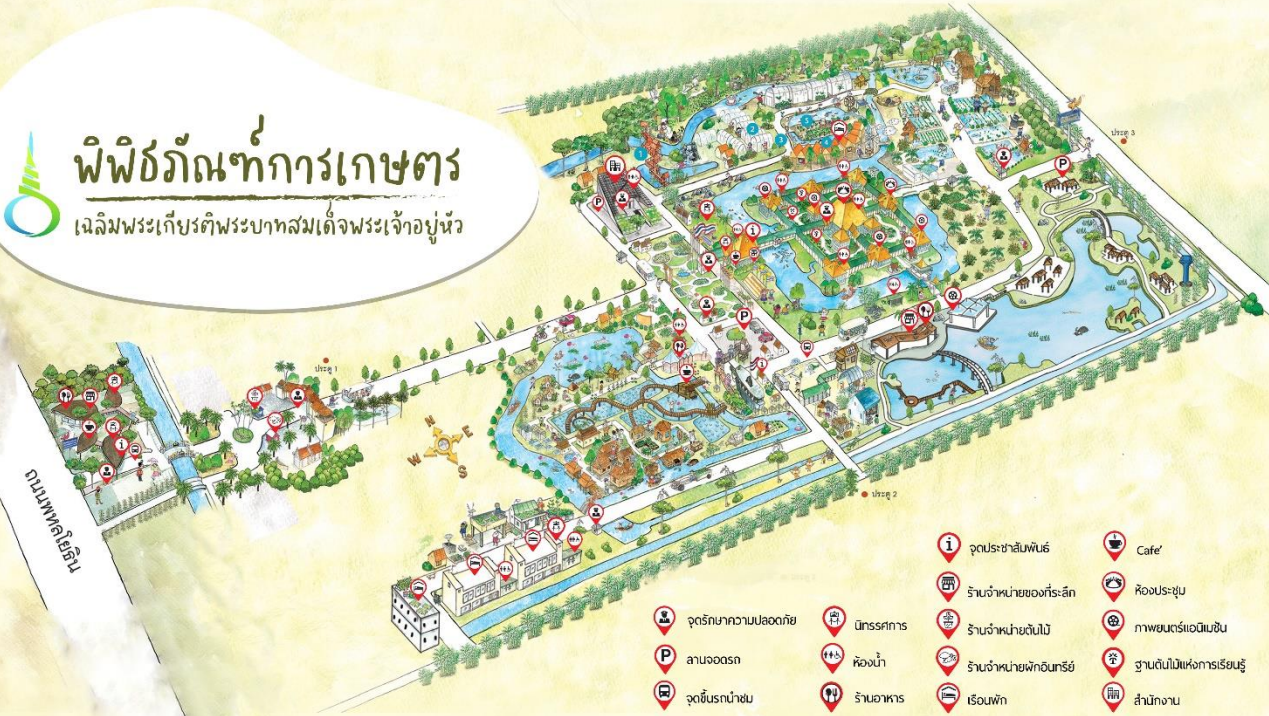 พิพิธภัณฑ์การเกษตร
เฉลิมพระเกียรติพระบาทสมเด็จพระเจ้าอยู่หัว
ประตู 3
1
2
3
4
5
P
P
P
i
i
i
ประตู 1
N
E
W
S
ถนนพหลโยธิน
ประตู 2
i จุดประชาสัมพันธ์
Cafe'
ร้านจำหน่ายของที่ระลึก
ห้องประชุม
จุดรักษาความปลอดภัย
นิทรรศการ
ร้านจำหน่ายต้นไม้
ภาพยนตร์แอนิเมชัน
P ลานจอดรถ
ห้องน้ำ
ร้านจำหน่ายผักอินทรีย์
ฐานต้นไม้แห่งการเรียนรู้
จุดขึ้นรถนำชม
ร้านอาหาร
เรือนพัก
สำนักงาน